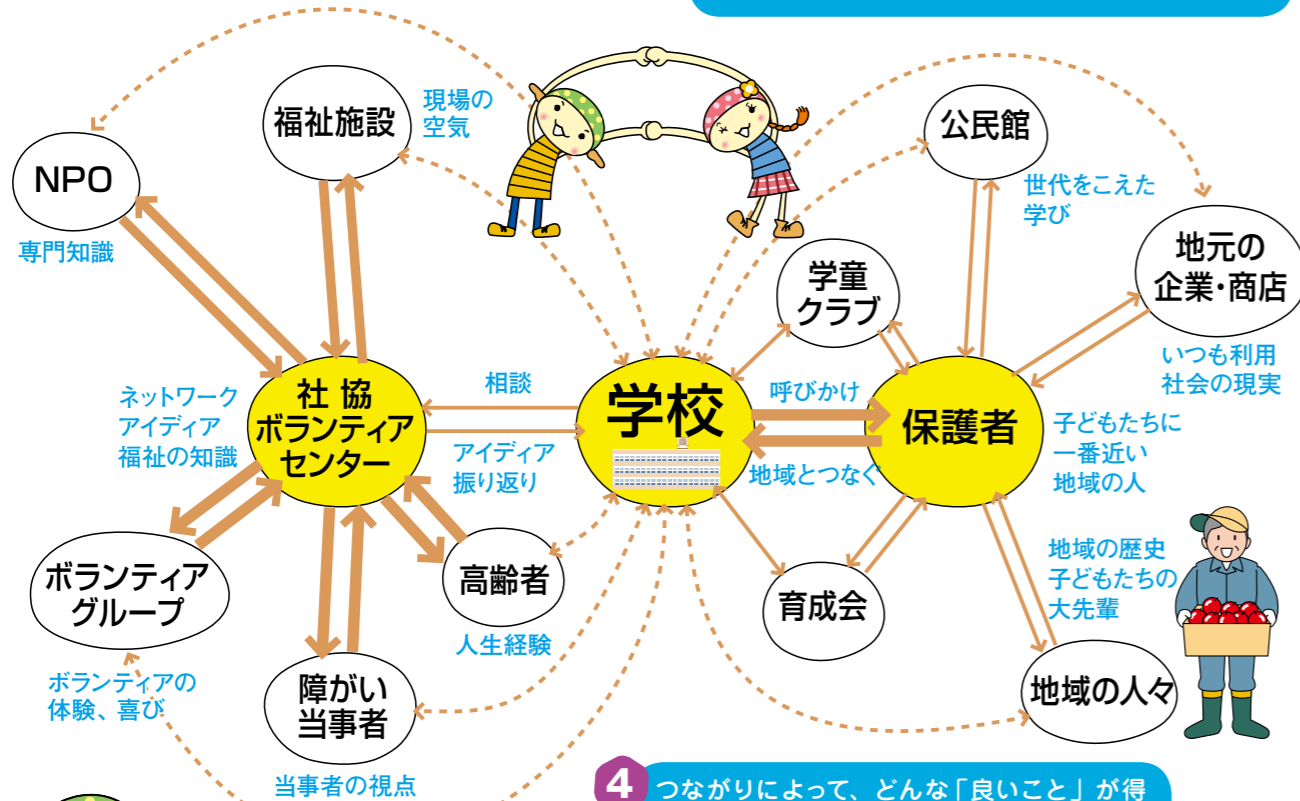 福祉施設
現場の
空気
NPO
専門知識
公民館
世代をこえた
学び
地元の
企業・商店
いつも利用
社会の現実
学童
クラブ
ネットワーク
アイディア
福祉の知識
社協
ボランティア
センター
相談
アイディア
振り返り
学校
呼びかけ
地域とつなぐ
保護者
子どもたちに
一番近い
地域の人
ボランティア
グループ
ボランティアの
体験、喜び
障がい
当事者
当事者の視点
高齢者
人生経験
育成会
地域の歴史
子どもたちの
大先輩
地域の人々
4 つながりによって、どんな「良いこと」が得